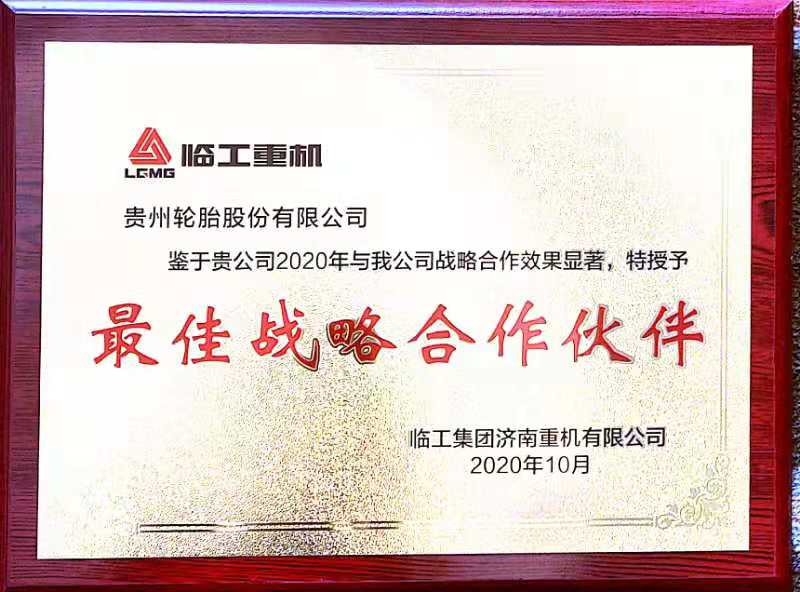 临工重机
LGMG
贵州轮胎股份有限公司
鉴于贵公司2020年与我公司战略合作效果显著，特授予
最佳战略合作伙伴
临工集团济南重机有限公司
2020年10月